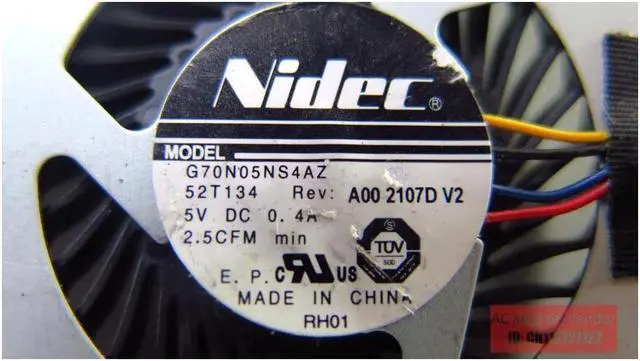 Nidec®
MODEL
G70N05NS4AZ
52T134 Rev: A00 2107D V2
5V DC 0.4A
2.5CFM min
S
TÜV
E. P. C RU US
MADE IN CHINA
RH01